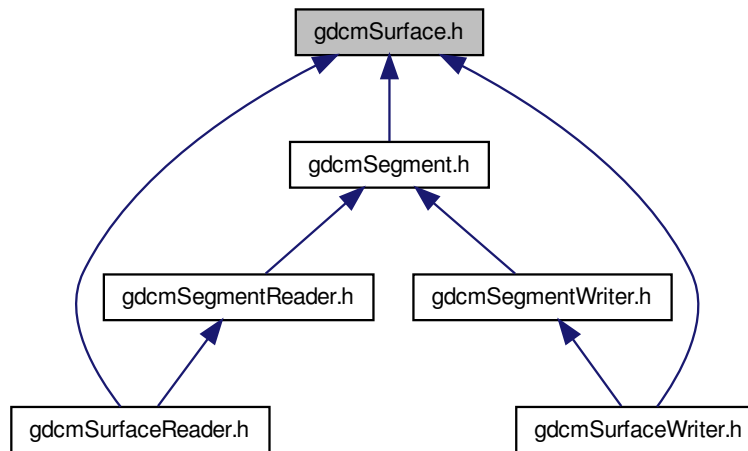 gdcmSurface.h
gdcmSegment.h
gdcmSegmentReader.h
gdcmSegmentWriter.h
gdcmSurfaceReader.h
gdcmSurfaceWriter.h